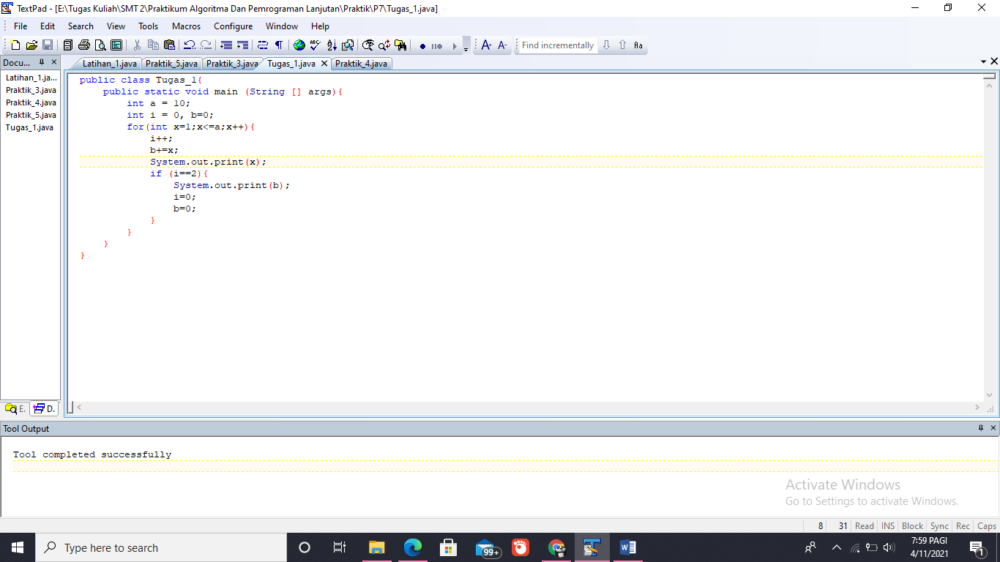 TextPad - [E:\Tugas Kuliah\SMT 2\Praktikum Algoritma Dan Pemrograman Lanjutan\Praktik\P7\Tugas_1.java]
File Edit Search View Tools Macros Configure Window Help
Find incrementally
Docu...
Latihan_1.java Praktik_5.java Praktik_3.java Tugas_1.java Praktik_4.java
Latihan_1.ja...
Praktik_3.java
Praktik_4.java
Praktik_5.java
Tugas_1.java
public class Tugas_1{
    public static void main (String [] args){
        int a = 10;
        int i = 0, b=0;
        for(int x=1;x<=a;x++){
            i++;
            b+=x;
            System.out.print(x);
            if (i==2){
                System.out.print(b);
                i=0;
                b=0;
            }
        }
    }
}
E. D.
Tool Output
Tool completed successfully
Activate Windows
Go to Settings to activate Windows.
8 31 Read INS Block Sync Rec Caps
Type here to search
99+
7:59 PAGI
4/11/2021
1